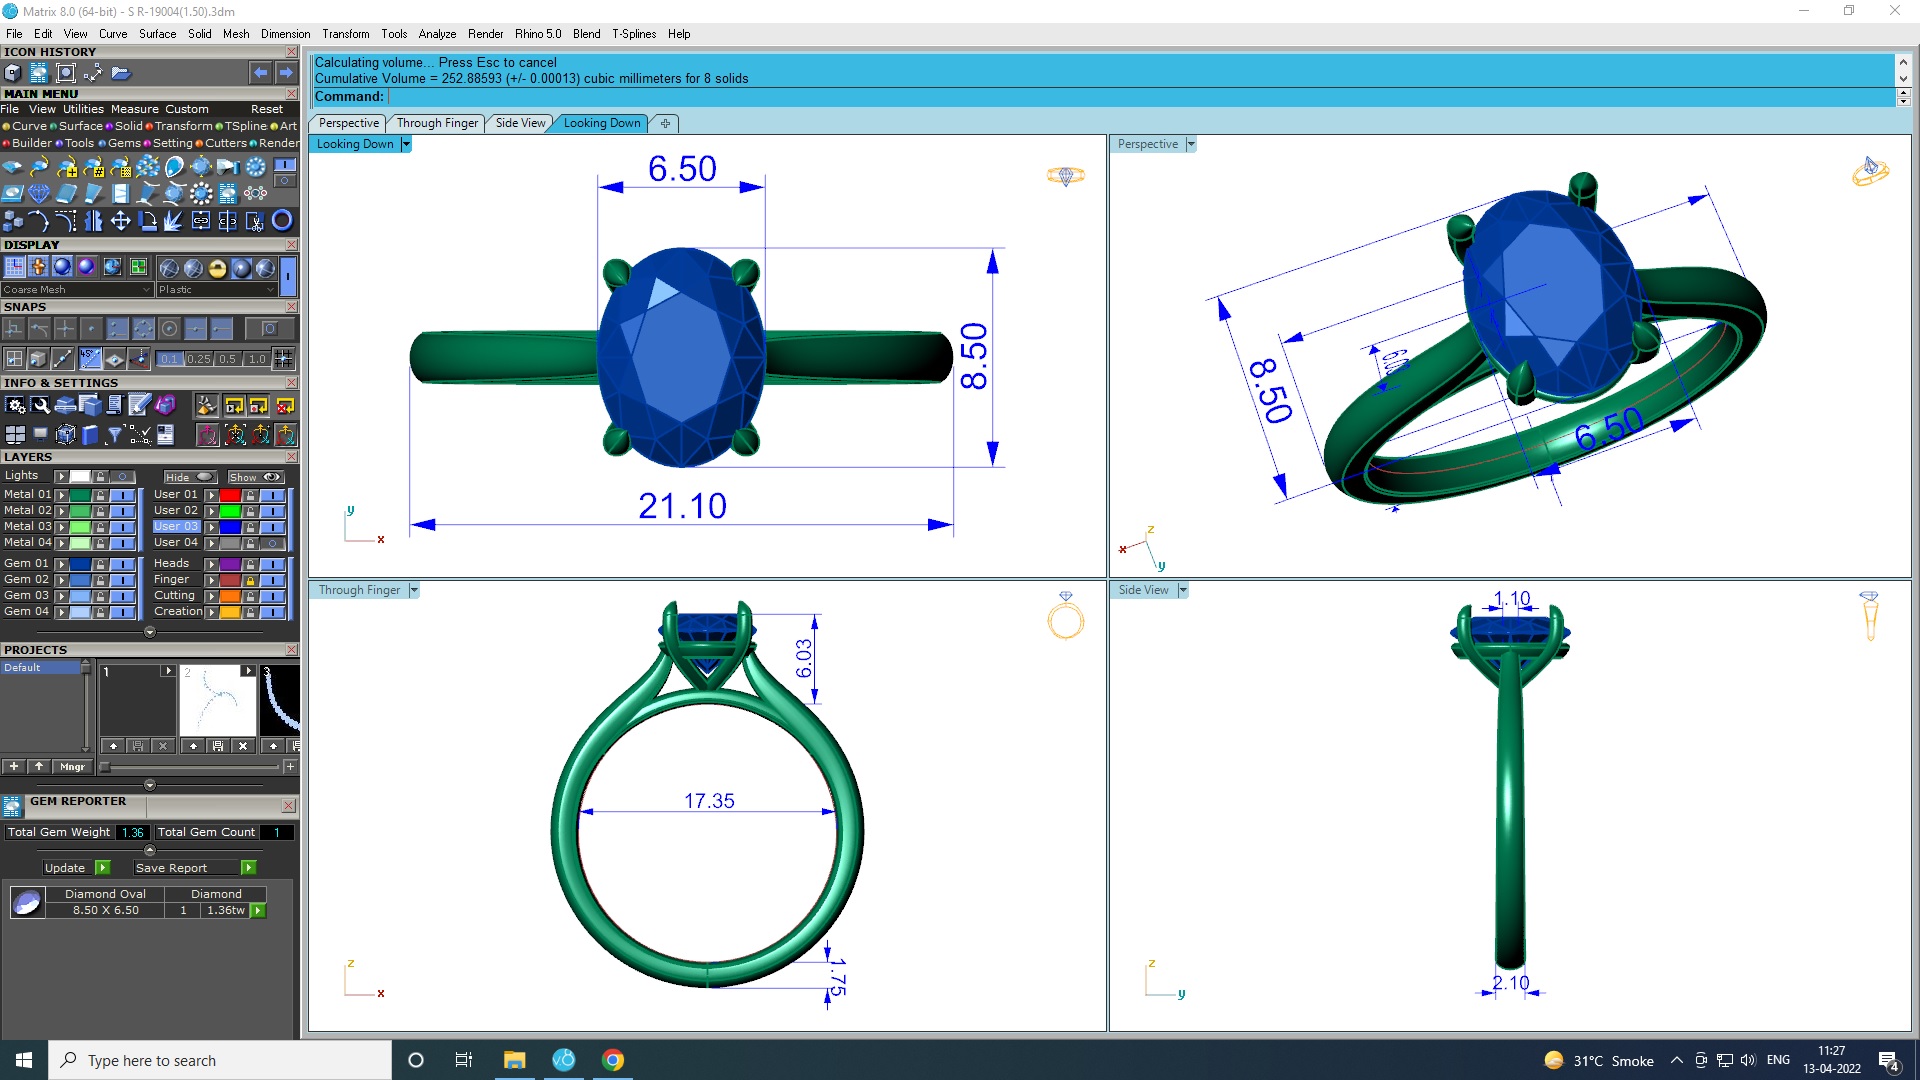 Matrix 8.0 (64-bit) - S R-19004(1.50).3dm
File Edit View Curve Surface Solid Mesh Dimension Transform Tools Analyze Render Rhino 5.0 Blend T-Splines Help
ICON HISTORY
MAIN MENU
File View Utilities Measure Custom Reset
Curve Surface Solid Transform TSpline Art
Builder Tools Gems Setting Cutters Render
DISPLAY
Coarse Mesh Plastic
SNAPS
45°
0.1 0.25 0.5 1.0
INFO & SETTINGS
LAYERS
Lights Hide Show
Metal 01 User 01
Metal 02 User 02
Metal 03 User 03
Metal 04 User 04
Gem 01 Heads
Gem 02 Finger
Gem 03 Cutting
Gem 04 Creation
PROJECTS
Default
1 2 3
Mngr
GEM REPORTER
Total Gem Weight 1.36 Total Gem Count 1
Update Save Report
Diamond Oval Diamond
8.50 X 6.50 1 1.36tw
Calculating volume... Press Esc to cancel
Cumulative Volume = 252.88593 (+/- 0.00013) cubic millimeters for 8 solids
Command:
Perspective Through Finger Side View Looking Down
Looking Down
6.50
8.50
21.10
y
x
Perspective
8.50
6.00
6.50
z
x
y
Through Finger
6.03
17.35
1.75
z
x
Side View
1.10
2.10
z
y
Type here to search
31°C Smoke
ENG
11:27
13-04-2022
4